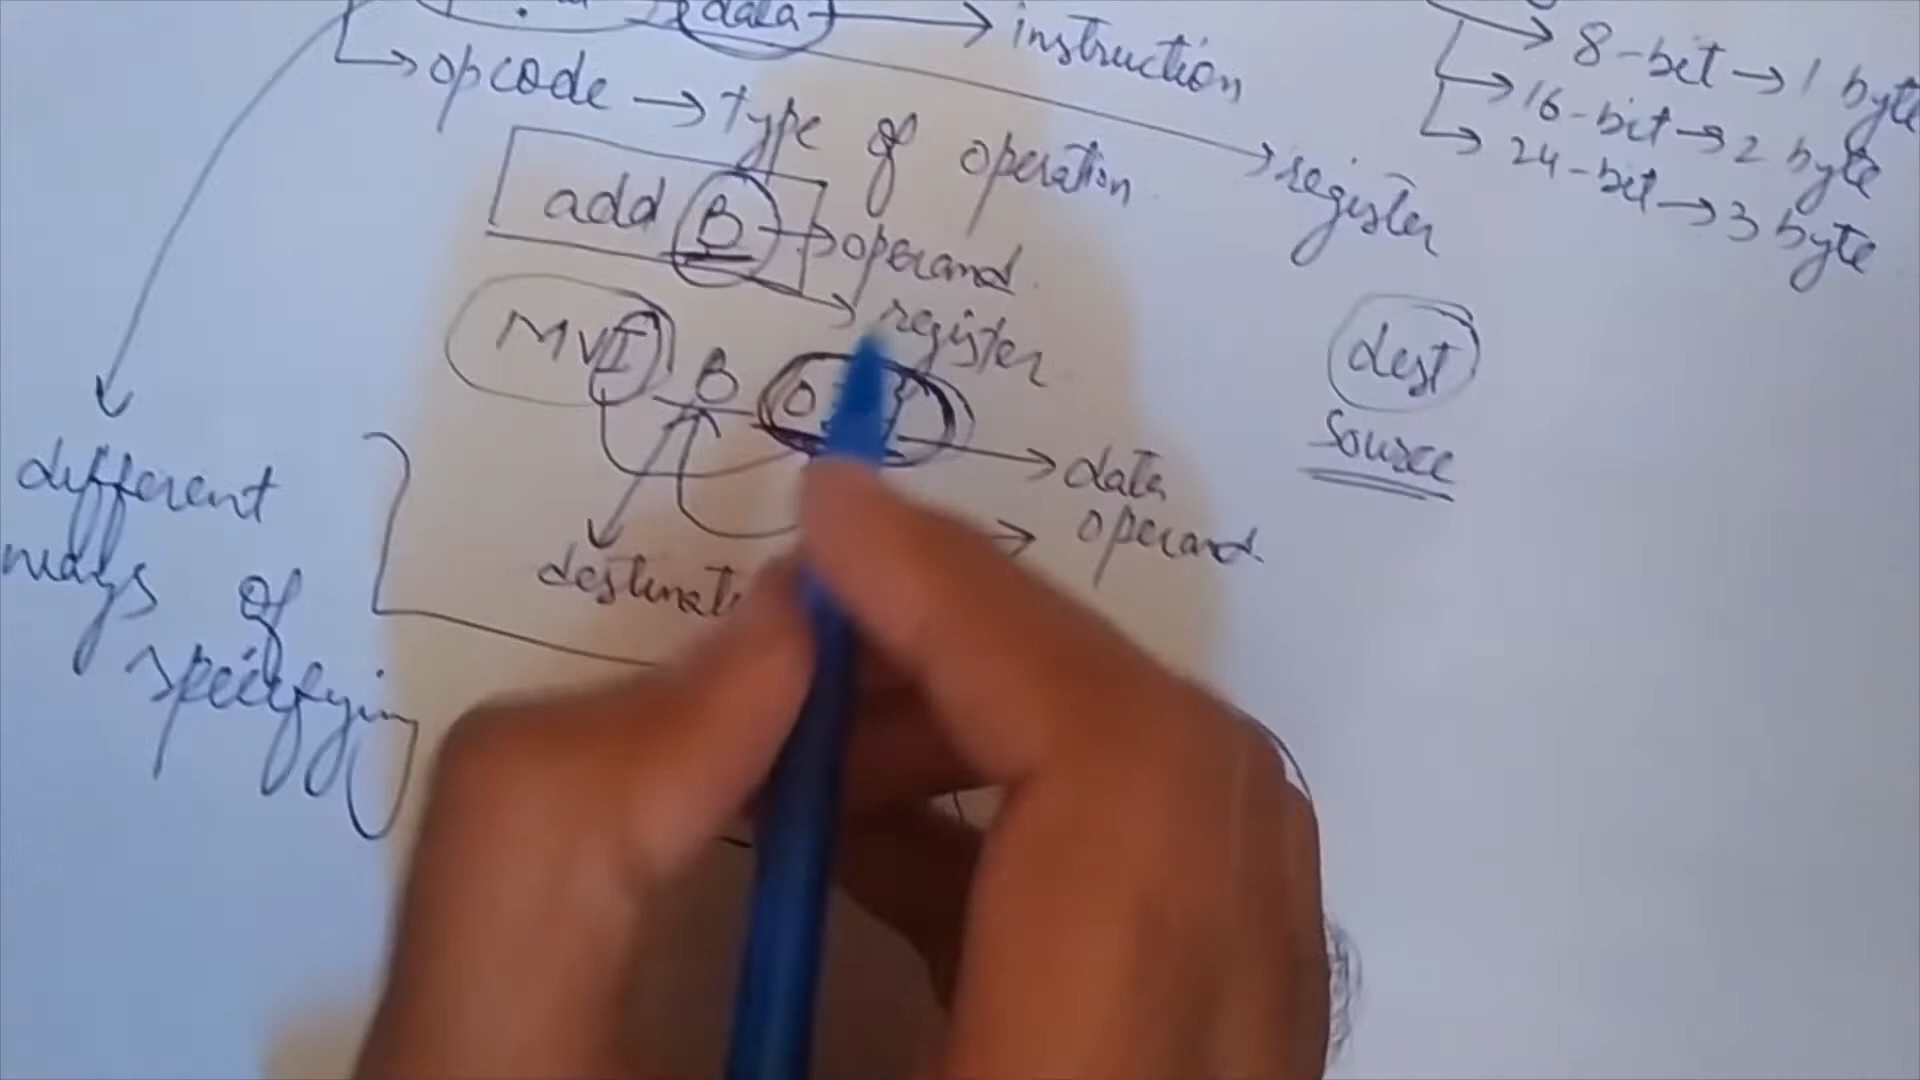 data → instruction
→ opcode → type of operation
→ register
add B → operand
→ register
MVI B
→ data
→ operand
destinati
different
ways of
specifying
→ 8-bit → 1 byte
→ 16-bit → 2 byte
→ 24-bit → 3 byte
dest
source